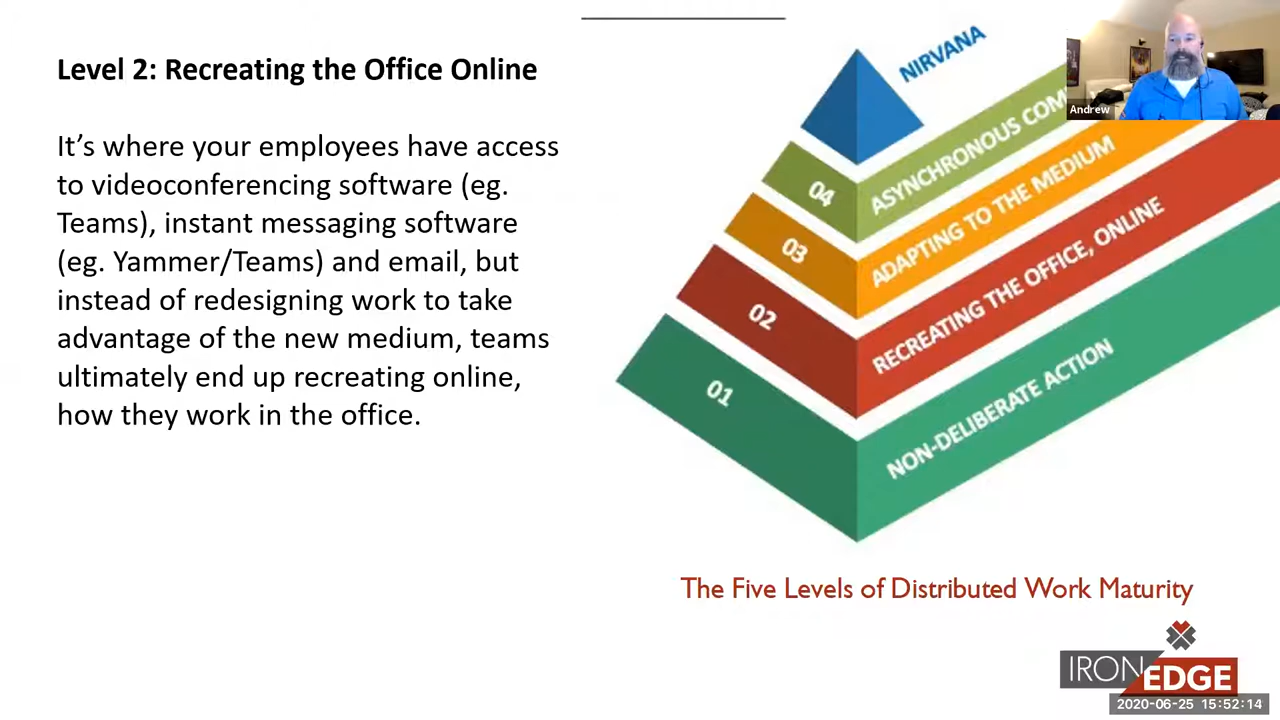 Level 2: Recreating the Office Online
It’s where your employees have access
to videoconferencing software (eg.
Teams), instant messaging software
(eg. Yammer/Teams) and email, but
instead of redesigning work to take
advantage of the new medium, teams
ultimately end up recreating online,
how they work in the office.
NIRVANA
04 ASYNCHRONOUS
03 ADAPTING TO THE MEDIUM
02 RECREATING THE OFFICE, ONLINE
01 NON-DELIBERATE ACTION
Andrew
The Five Levels of Distributed Work Maturity
IRON
EDGE
2020-06-25 15:52:14